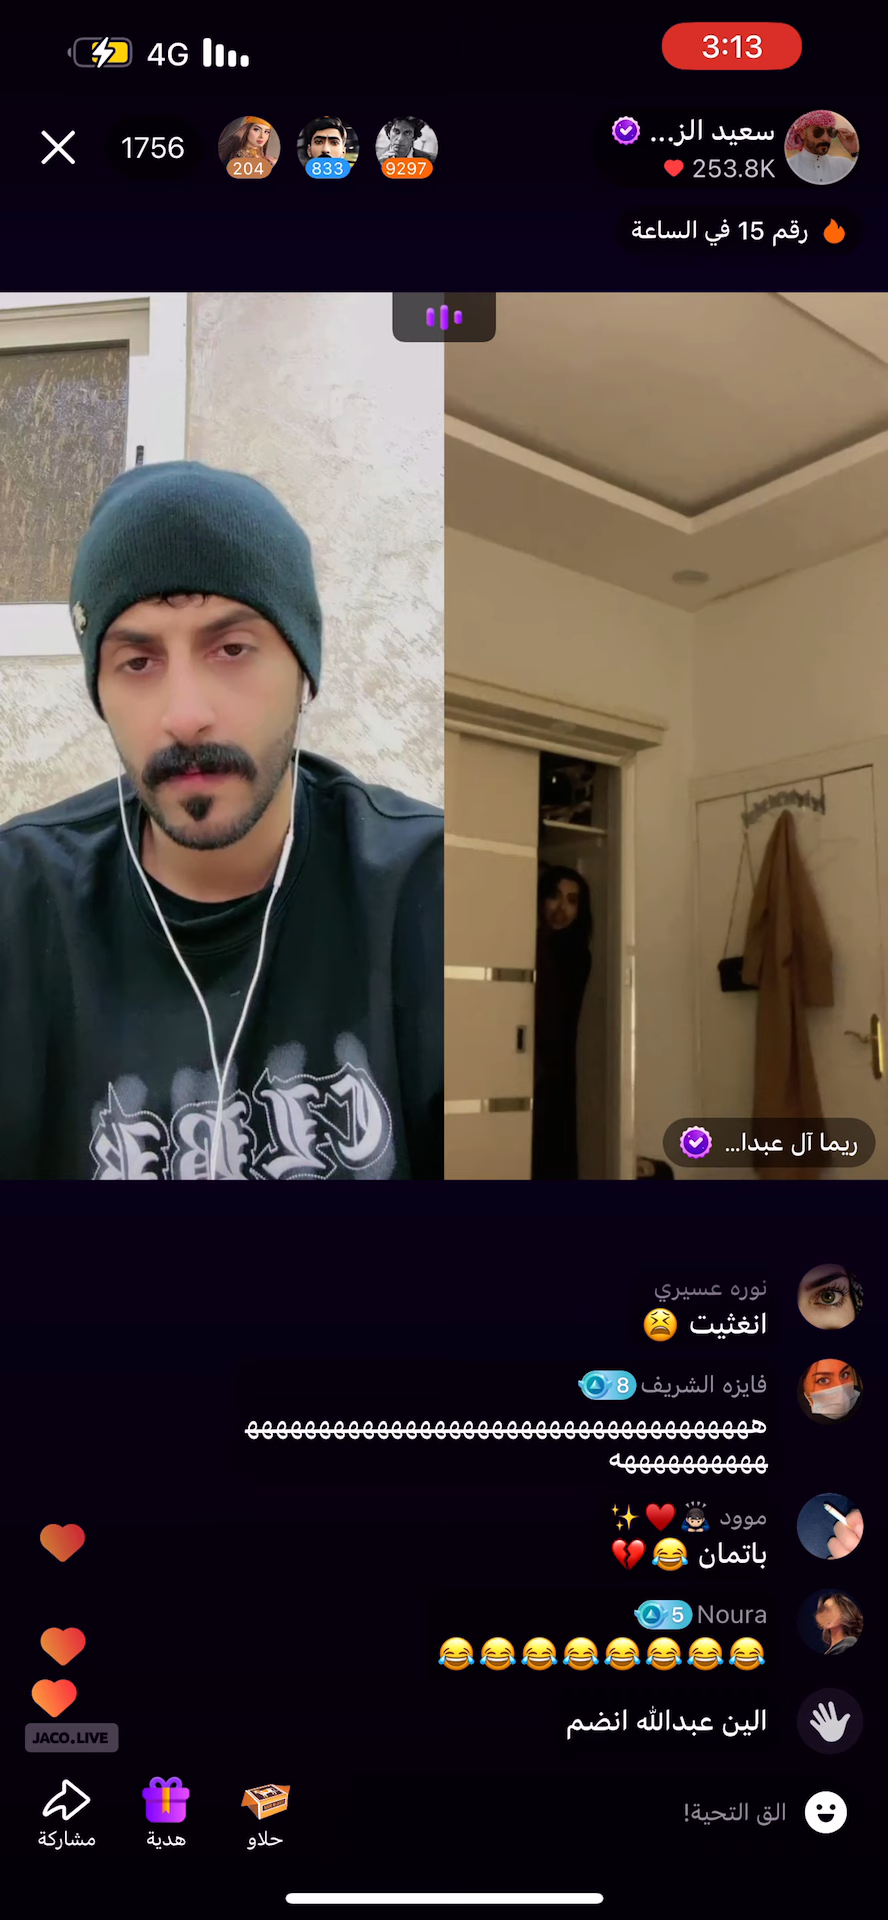 4G
3:13
1756
204
833
9297
سعيد الز...
253.8K
رقم 15 في الساعة
ريما آل عبدا...
نوره عسيري
انغثيت 😫
فايزه الشريف 8
موود 🙇🏻‍♂️❤️✨
باتمان 😂💔
Noura 5
😂😂😂😂😂😂😂😂
الين عبدالله انضم
JACO.LIVE
الق التحية!
حلاو
هدية
مشاركة